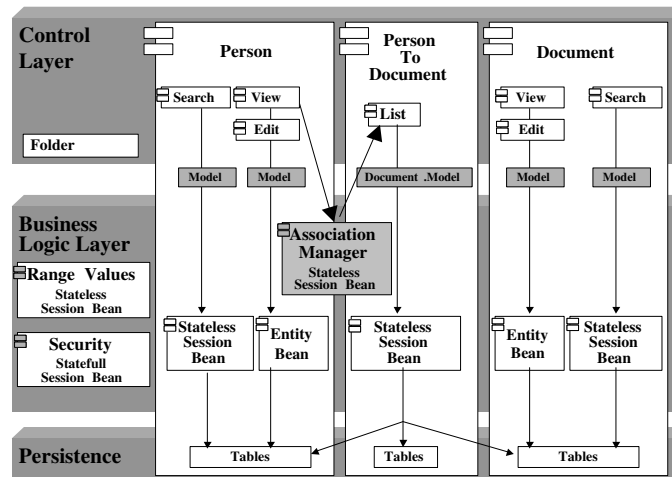 Control
Layer
Folder
Person
Search
View
Edit
Model
Model
Person
To
Document
List
Document .Model
Document
View
Search
Edit
Model
Model
Business
Logic Layer
Range Values
Stateless
Session Bean
Security
Statefull
Session Bean
Association
Manager
Stateless
Session Bean
Stateless
Session
Bean
Entity
Bean
Stateless
Session
Bean
Entity
Bean
Stateless
Session
Bean
Persistence
Tables
Tables
Tables